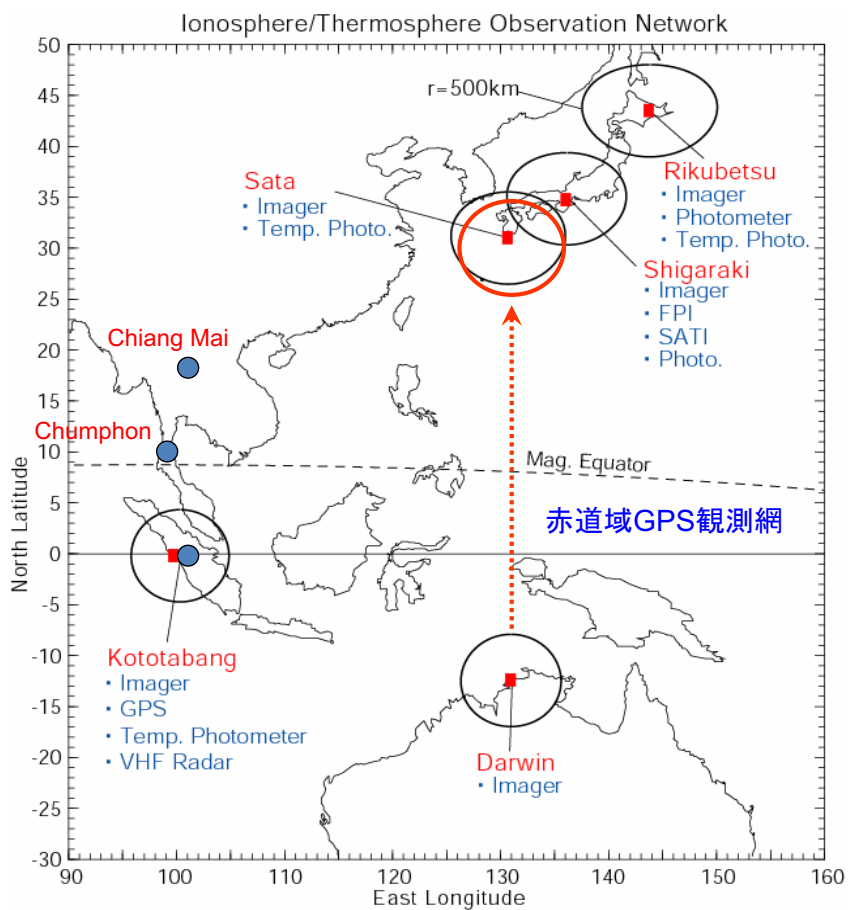 Ionosphere/Thermosphere Observation Network
50
45
40
35
30
25
20
15
10
5
0
-5
-10
-15
-20
-25
-30
North Latitude
r=500km
Rikubetsu
・Imager
・Photometer
・Temp. Photo.
Sata
・Imager
・Temp. Photo.
Shigaraki
・Imager
・FPI
・SATI
・Photo.
Chiang Mai
Chumphon
Mag. Equator
赤道域GPS観測網
Kototabang
・Imager
・GPS
・Temp. Photometer
・VHF Radar
Darwin
・Imager
90 100 110 120 130 140 150 160
East Longitude